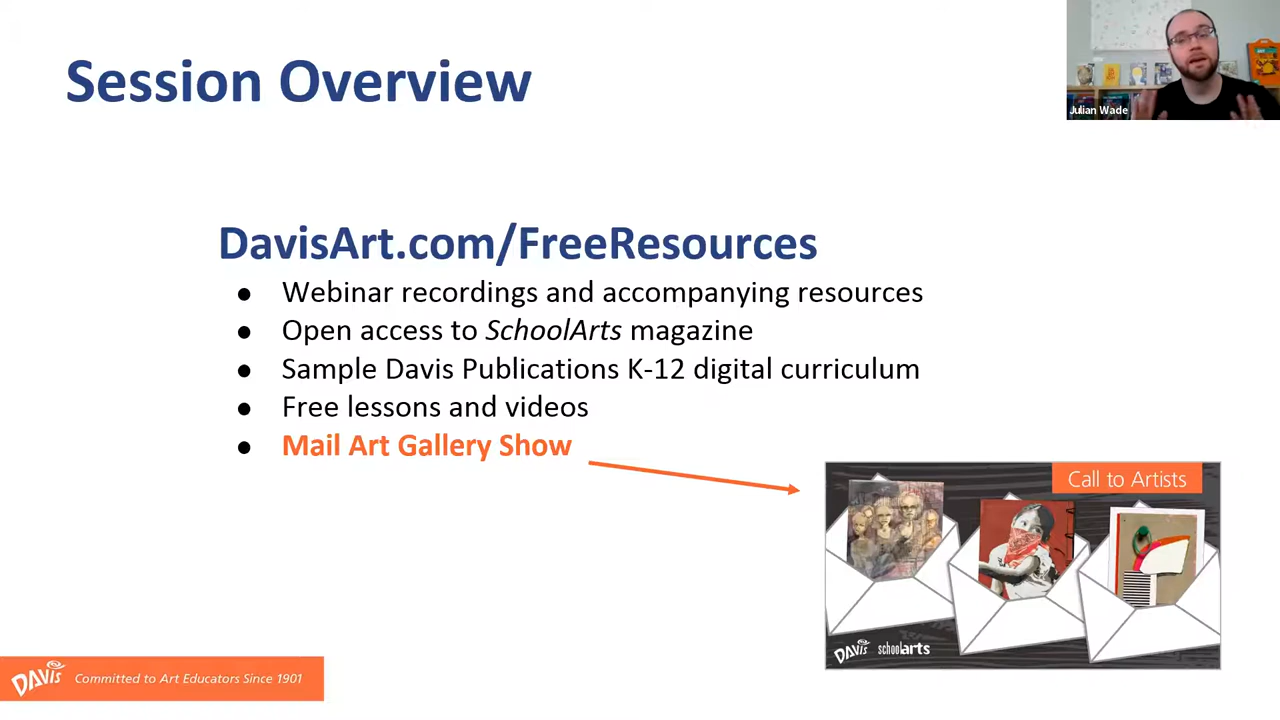 Session Overview
Julian Wade
DavisArt.com/FreeResources
● Webinar recordings and accompanying resources
● Open access to SchoolArts magazine
● Sample Davis Publications K-12 digital curriculum
● Free lessons and videos
● Mail Art Gallery Show
Call to Artists
DAVIS schoolarts
DAVIS Committed to Art Educators Since 1901